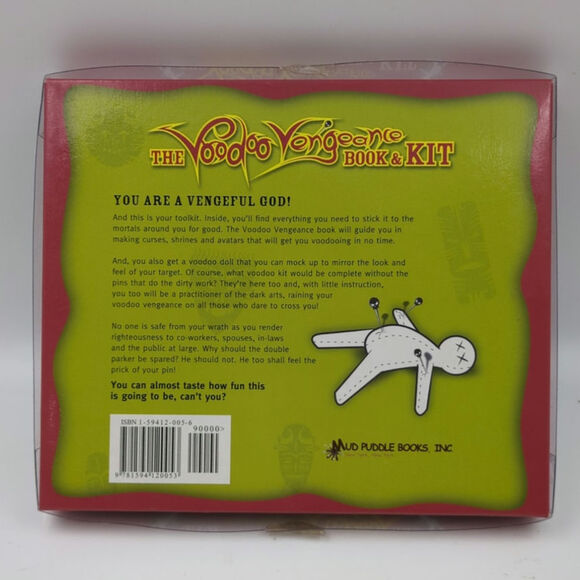 THE Voodoo Vengeance
BOOK & KIT
YOU ARE A VENGEFUL GOD!
And this is your toolkit. Inside, you'll find everything you need to stick it to the
mortals around you for good. The Voodoo Vengeance book will guide you in
making curses, shrines and avatars that will get you voodooing in no time.
And, you also get a voodoo doll that you can mock up to mirror the look and
feel of your target. Of course, what voodoo kit would be complete without the
pins that do the dirty work? They're here too and, with little instruction,
you too will be a practitioner of the dark arts, raining your
voodoo vengeance on all those who dare to cross you!
No one is safe from your wrath as you render
righteousness to co-workers, spouses, in-laws
and the public at large. Why should the double
parker be spared? He should not. He too shall feel the
prick of your pin!
You can almost taste how fun this
is going to be, can't you?
ISBN 1-59412-005-6
90000>
9 781594 120053
MUD PUDDLE BOOKS, INC.
NEW YORK, NEW YORK